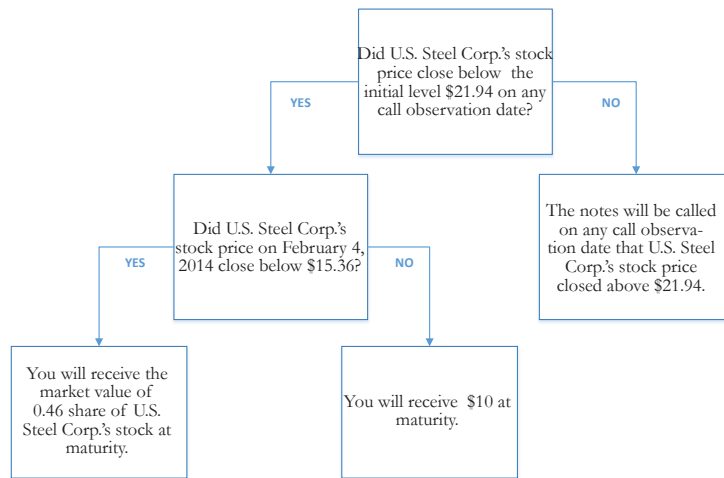 Did U.S. Steel Corp.'s stock
price close below the
initial level $21.94 on any
call observation date?
YES
NO
Did U.S. Steel Corp.'s
stock price on February 4,
2014 close below $15.36?
The notes will be called
on any call observa-
tion date that U.S. Steel
Corp.'s stock price
closed above $21.94.
YES
NO
You will receive the
market value of
0.46 share of U.S.
Steel Corp.'s stock at
maturity.
You will receive $10 at
maturity.